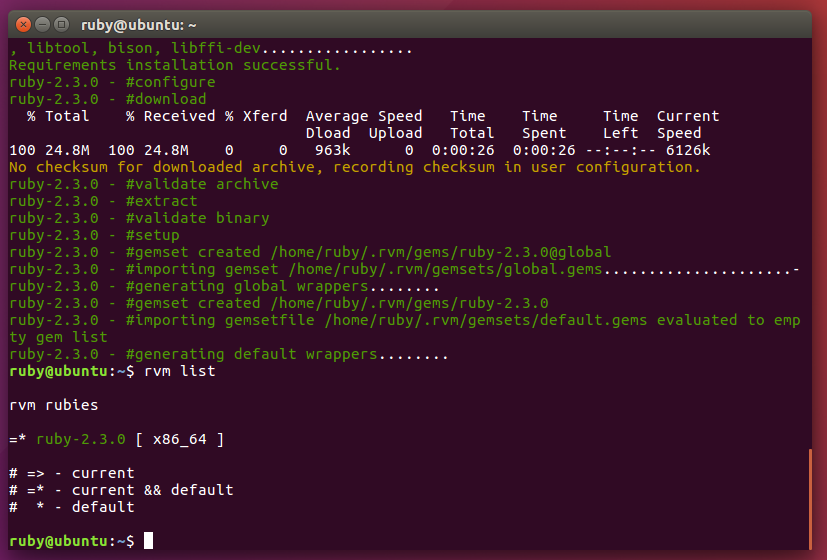 ruby@ubuntu: ~
, libtool, bison, libffi-dev.................
Requirements installation successful.
ruby-2.3.0 - #configure
ruby-2.3.0 - #download
  % Total    % Received % Xferd  Average Speed   Time    Time     Time  Current
                                 Dload  Upload   Total   Spent    Left  Speed
100 24.8M  100 24.8M    0     0   963k      0  0:00:26  0:00:26 --:--:-- 6126k
No checksum for downloaded archive, recording checksum in user configuration.
ruby-2.3.0 - #validate archive
ruby-2.3.0 - #extract
ruby-2.3.0 - #validate binary
ruby-2.3.0 - #setup
ruby-2.3.0 - #gemset created /home/ruby/.rvm/gems/ruby-2.3.0@global
ruby-2.3.0 - #importing gemset /home/ruby/.rvm/gemsets/global.gems.....................-
ruby-2.3.0 - #generating global wrappers........
ruby-2.3.0 - #gemset created /home/ruby/.rvm/gems/ruby-2.3.0
ruby-2.3.0 - #importing gemsetfile /home/ruby/.rvm/gemsets/default.gems evaluated to emp
ty gem list
ruby-2.3.0 - #generating default wrappers........
ruby@ubuntu:~$ rvm list
rvm rubies
=* ruby-2.3.0 [ x86_64 ]
# => - current
# =* - current && default
#  * - default
ruby@ubuntu:~$